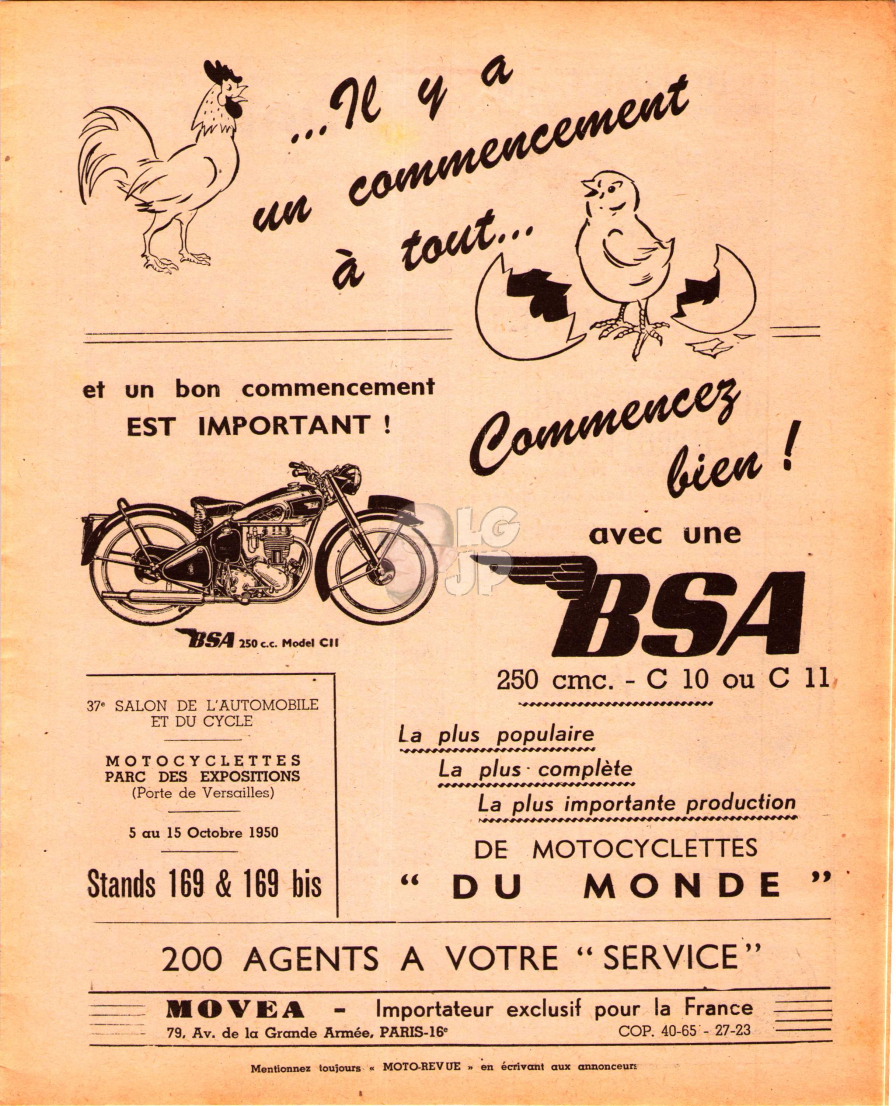 ...Il y a
un commencement
à tout...
et un bon commencement
EST IMPORTANT !
Commencez
bien !
avec une
BSA
250 cmc. - C 10 ou C 11
LG
JP
BSA 250 c.c. Model C11
37e SALON DE L'AUTOMOBILE
ET DU CYCLE
MOTOCYCLETTES
PARC DES EXPOSITIONS
(Porte de Versailles)
5 au 15 Octobre 1950
Stands 169 & 169 bis
La plus populaire
La plus complète
La plus importante production
DE MOTOCYCLETTES
“ DU MONDE ”
200 AGENTS A VOTRE “ SERVICE ”
MOVEA - Importateur exclusif pour la France
79, Av. de la Grande Armée, PARIS-16e COP. 40-65 - 27-23
Mentionnez toujours « MOTO-REVUE » en écrivant aux annonceurs